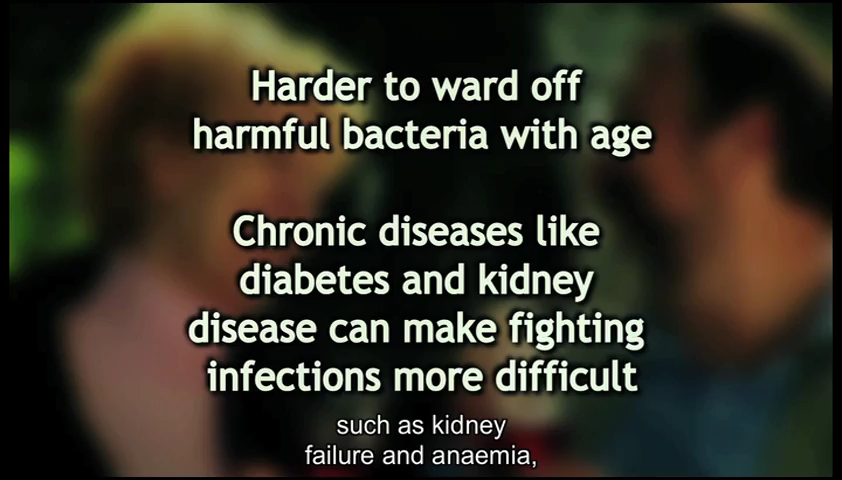 Harder to ward off
harmful bacteria with age
Chronic diseases like
diabetes and kidney
disease can make fighting
infections more difficult
such as kidney
failure and anaemia,